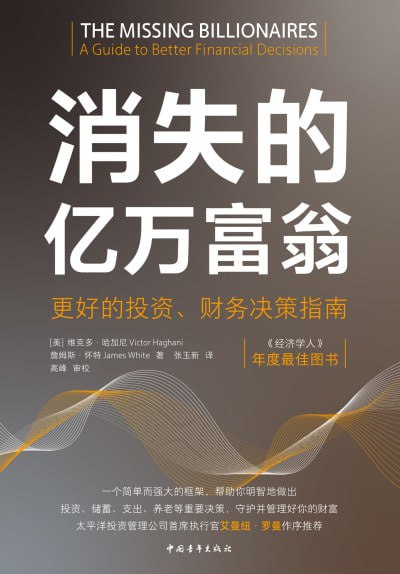 THE MISSING BILLIONAIRES
A Guide to Better Financial Decisions
消失的
亿万富翁
更好的投资、财务决策指南
[美] 维克多·哈加尼 Victor Haghani
詹姆斯·怀特 James White 著 张玉新 译
高峰 审校
《经济学人》
年度最佳图书
一个简单而强大的框架，帮助你明智地做出
投资、储蓄、支出、养老等重要决策，守护并管理好你的财富
太平洋投资管理公司首席执行官艾曼纽·罗曼作序推荐
中国青年出版社